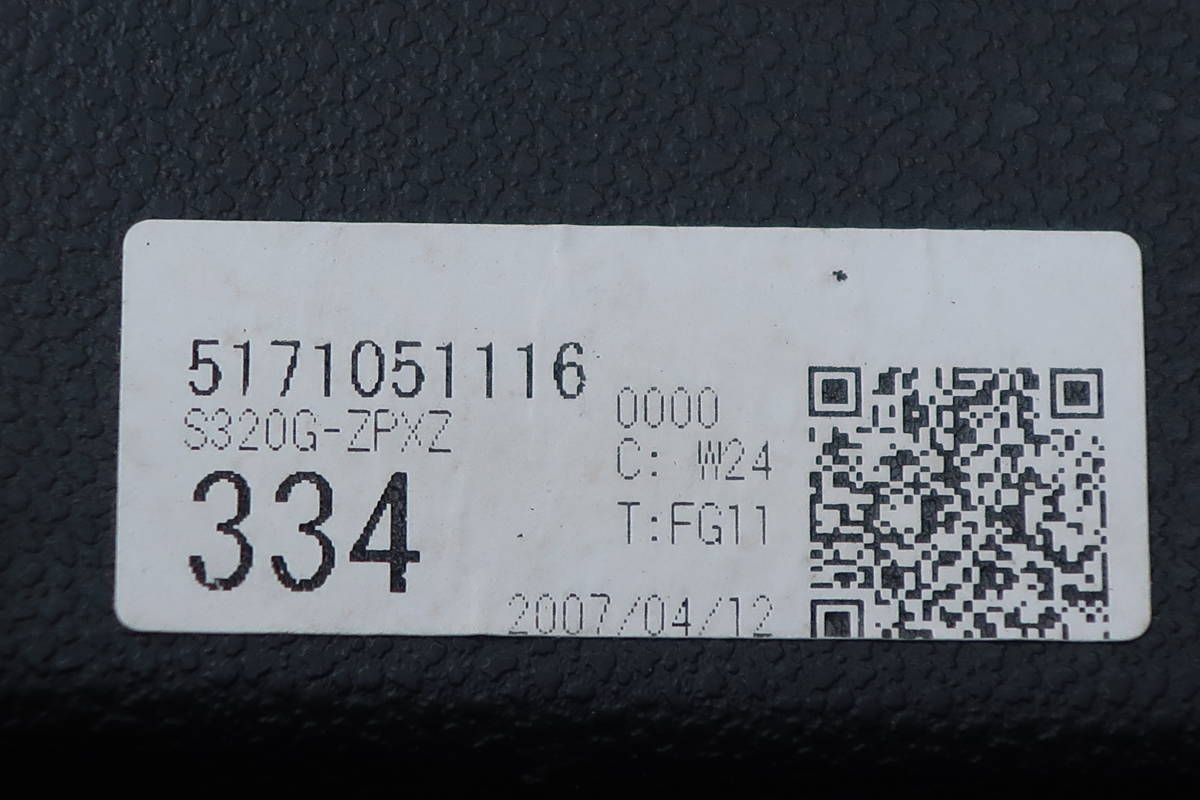 5171051116
S320G-ZPXZ
334
0000
C: W24
T:FG11
2007/04/12